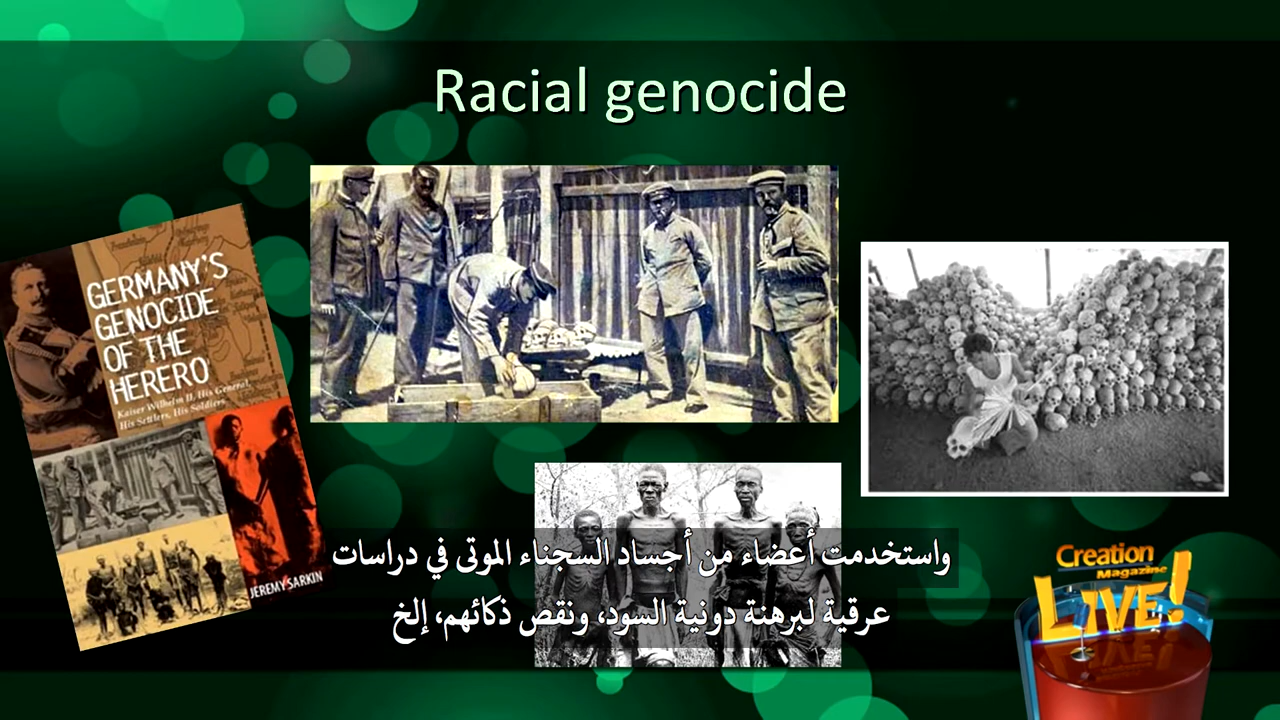 Racial genocide
GERMANY'S
GENOCIDE
OF THE
HERERO
Kaiser Wilhelm II, His General,
His Settlers, His Soldiers
JEREMY SARKIN
واستخدمت أعضاء من أجساد السجناء الموتى في دراسات
عرقية لبرهنة دونية السود، ونقص ذكائهم، إلخ
Creation
Magazine
LIVE!